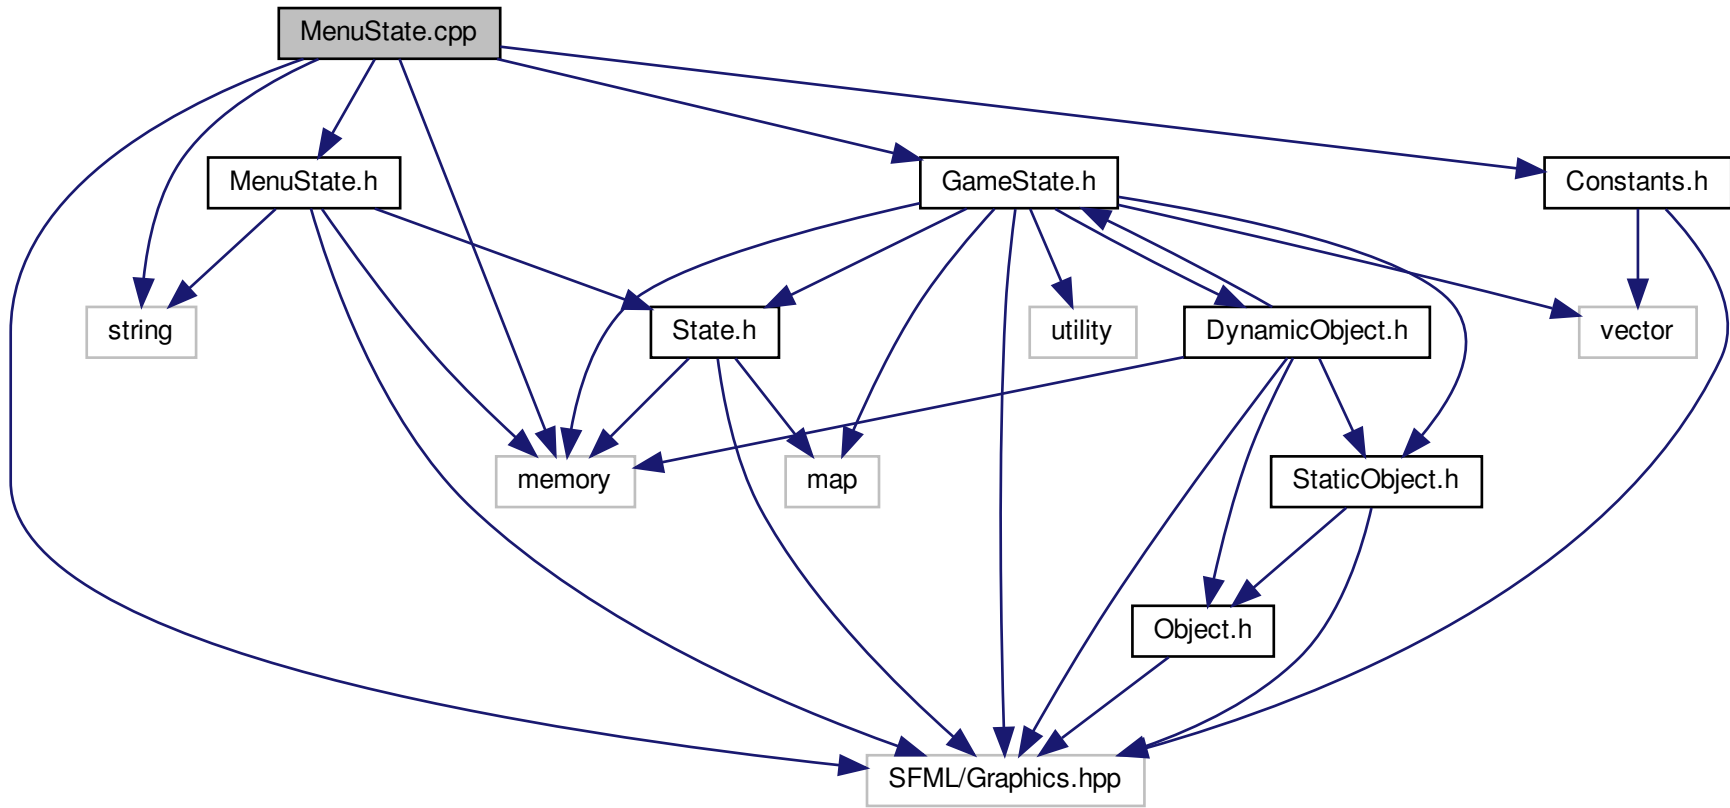 MenuState.cpp
MenuState.h
GameState.h
Constants.h
string
State.h
utility
DynamicObject.h
vector
memory
map
StaticObject.h
Object.h
SFML/Graphics.hpp